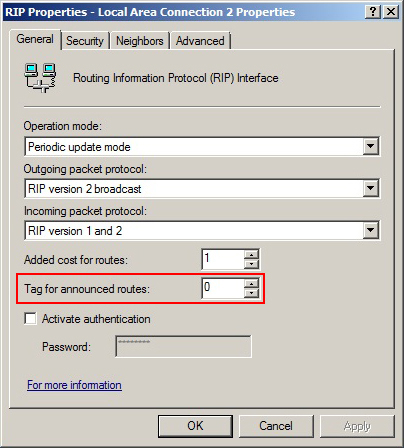 RIP Properties - Local Area Connection 2 Properties
General Security Neighbors Advanced
Routing Information Protocol (RIP) Interface
Operation mode:
Periodic update mode
Outgoing packet protocol:
RIP version 2 broadcast
Incoming packet protocol:
RIP version 1 and 2
Added cost for routes: 1
Tag for announced routes: 0
Activate authentication
Password: ********
For more information
OK Cancel Apply